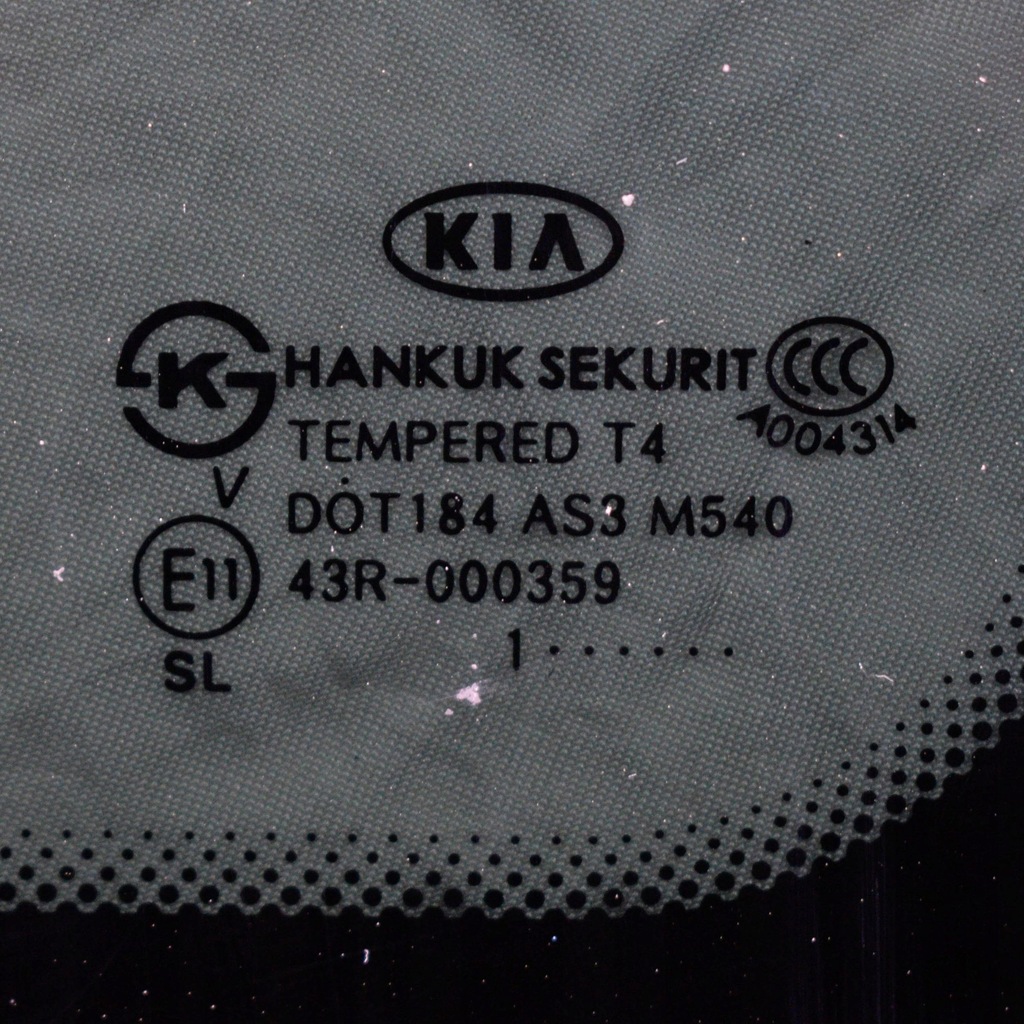 KIA
K HANKUK SEKURIT CCC
A004314
TEMPERED T4
V
DOT184 AS3 M540
E11 43R-000359
1······
SL